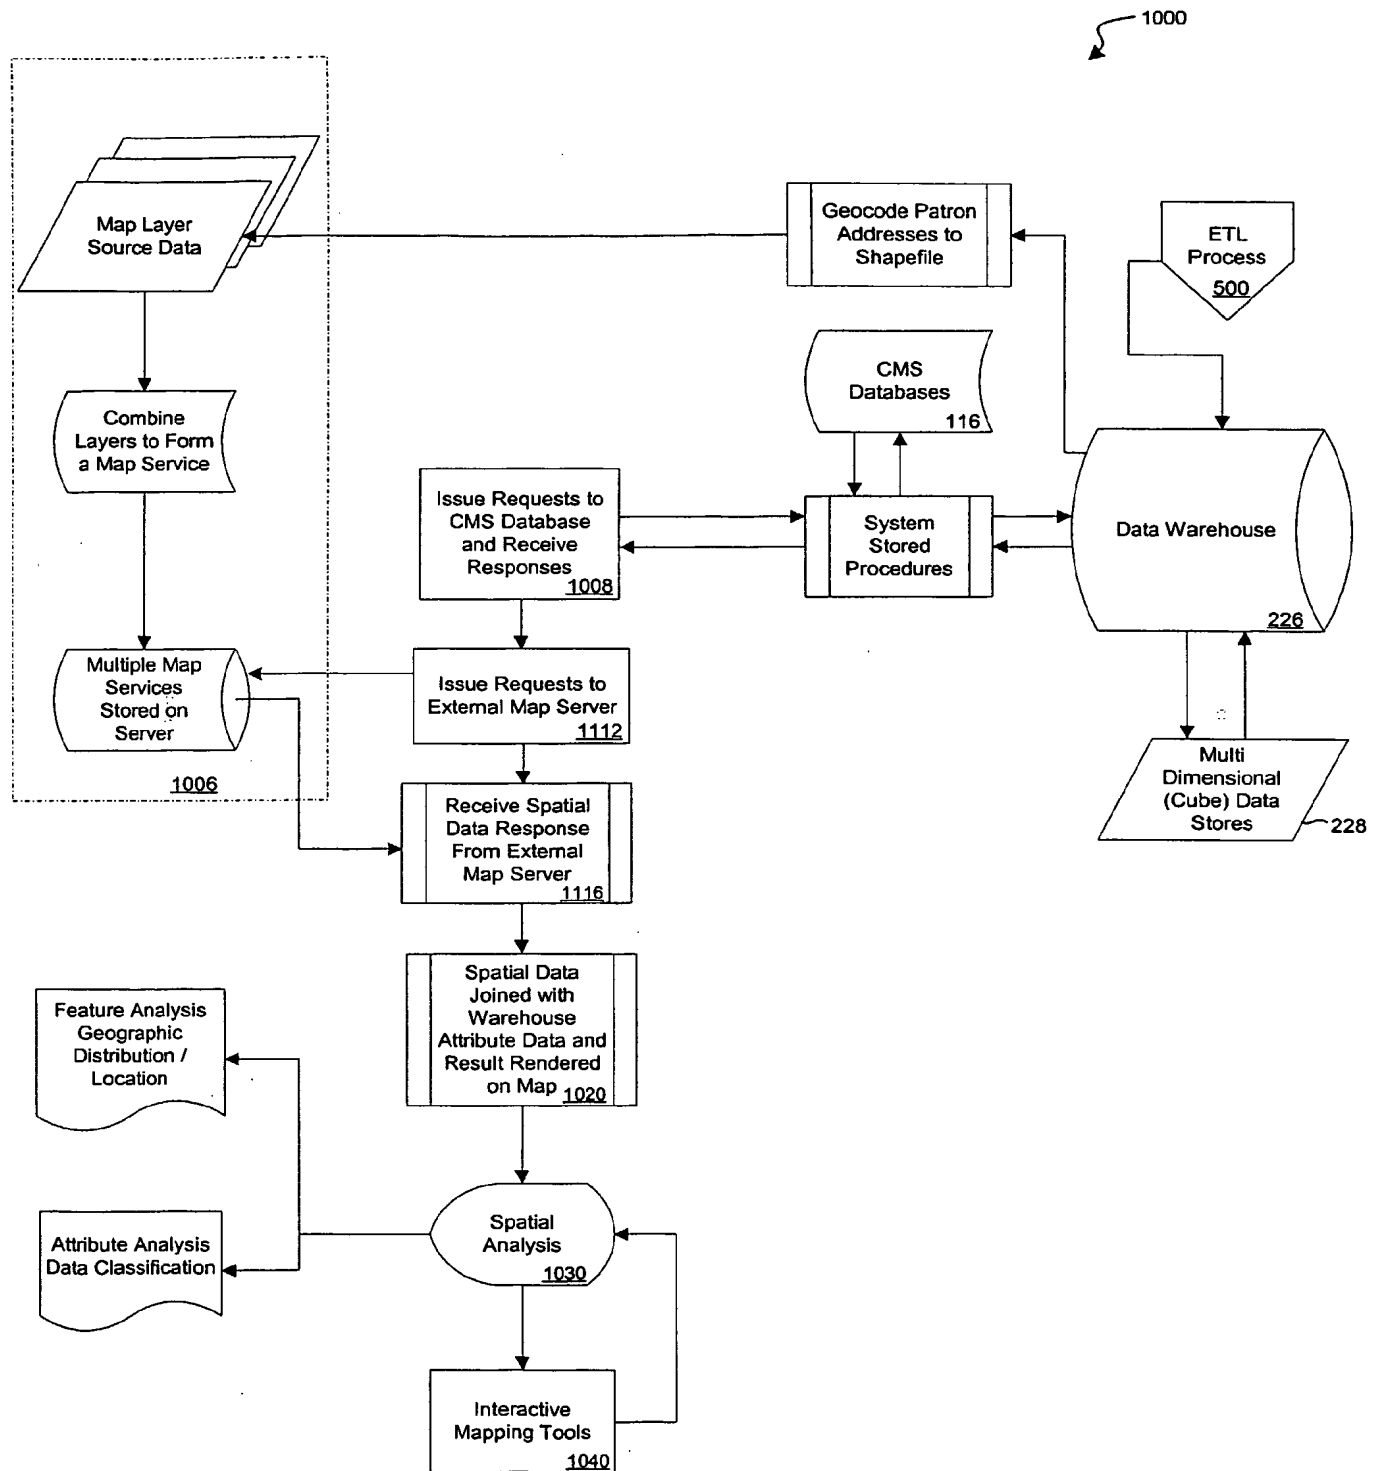 1000
Map Layer
Source Data
Geocode Patron
Addresses to
Shapefile
ETL
Process
500
CMS
Databases
116
Combine
Layers to Form
a Map Service
Issue Requests to
CMS Database
and Receive
Responses
1008
System
Stored
Procedures
Data Warehouse
226
Multiple Map
Services
Stored on
Server
1006
Issue Requests to
External Map Server
1112
Multi
Dimensional
(Cube) Data
Stores
228
Receive Spatial
Data Response
From External
Map Server
1116
Spatial Data
Joined with
Warehouse
Attribute Data and
Result Rendered
on Map
1020
Feature Analysis
Geographic
Distribution /
Location
Attribute Analysis
Data Classification
Spatial
Analysis
1030
Interactive
Mapping Tools
1040